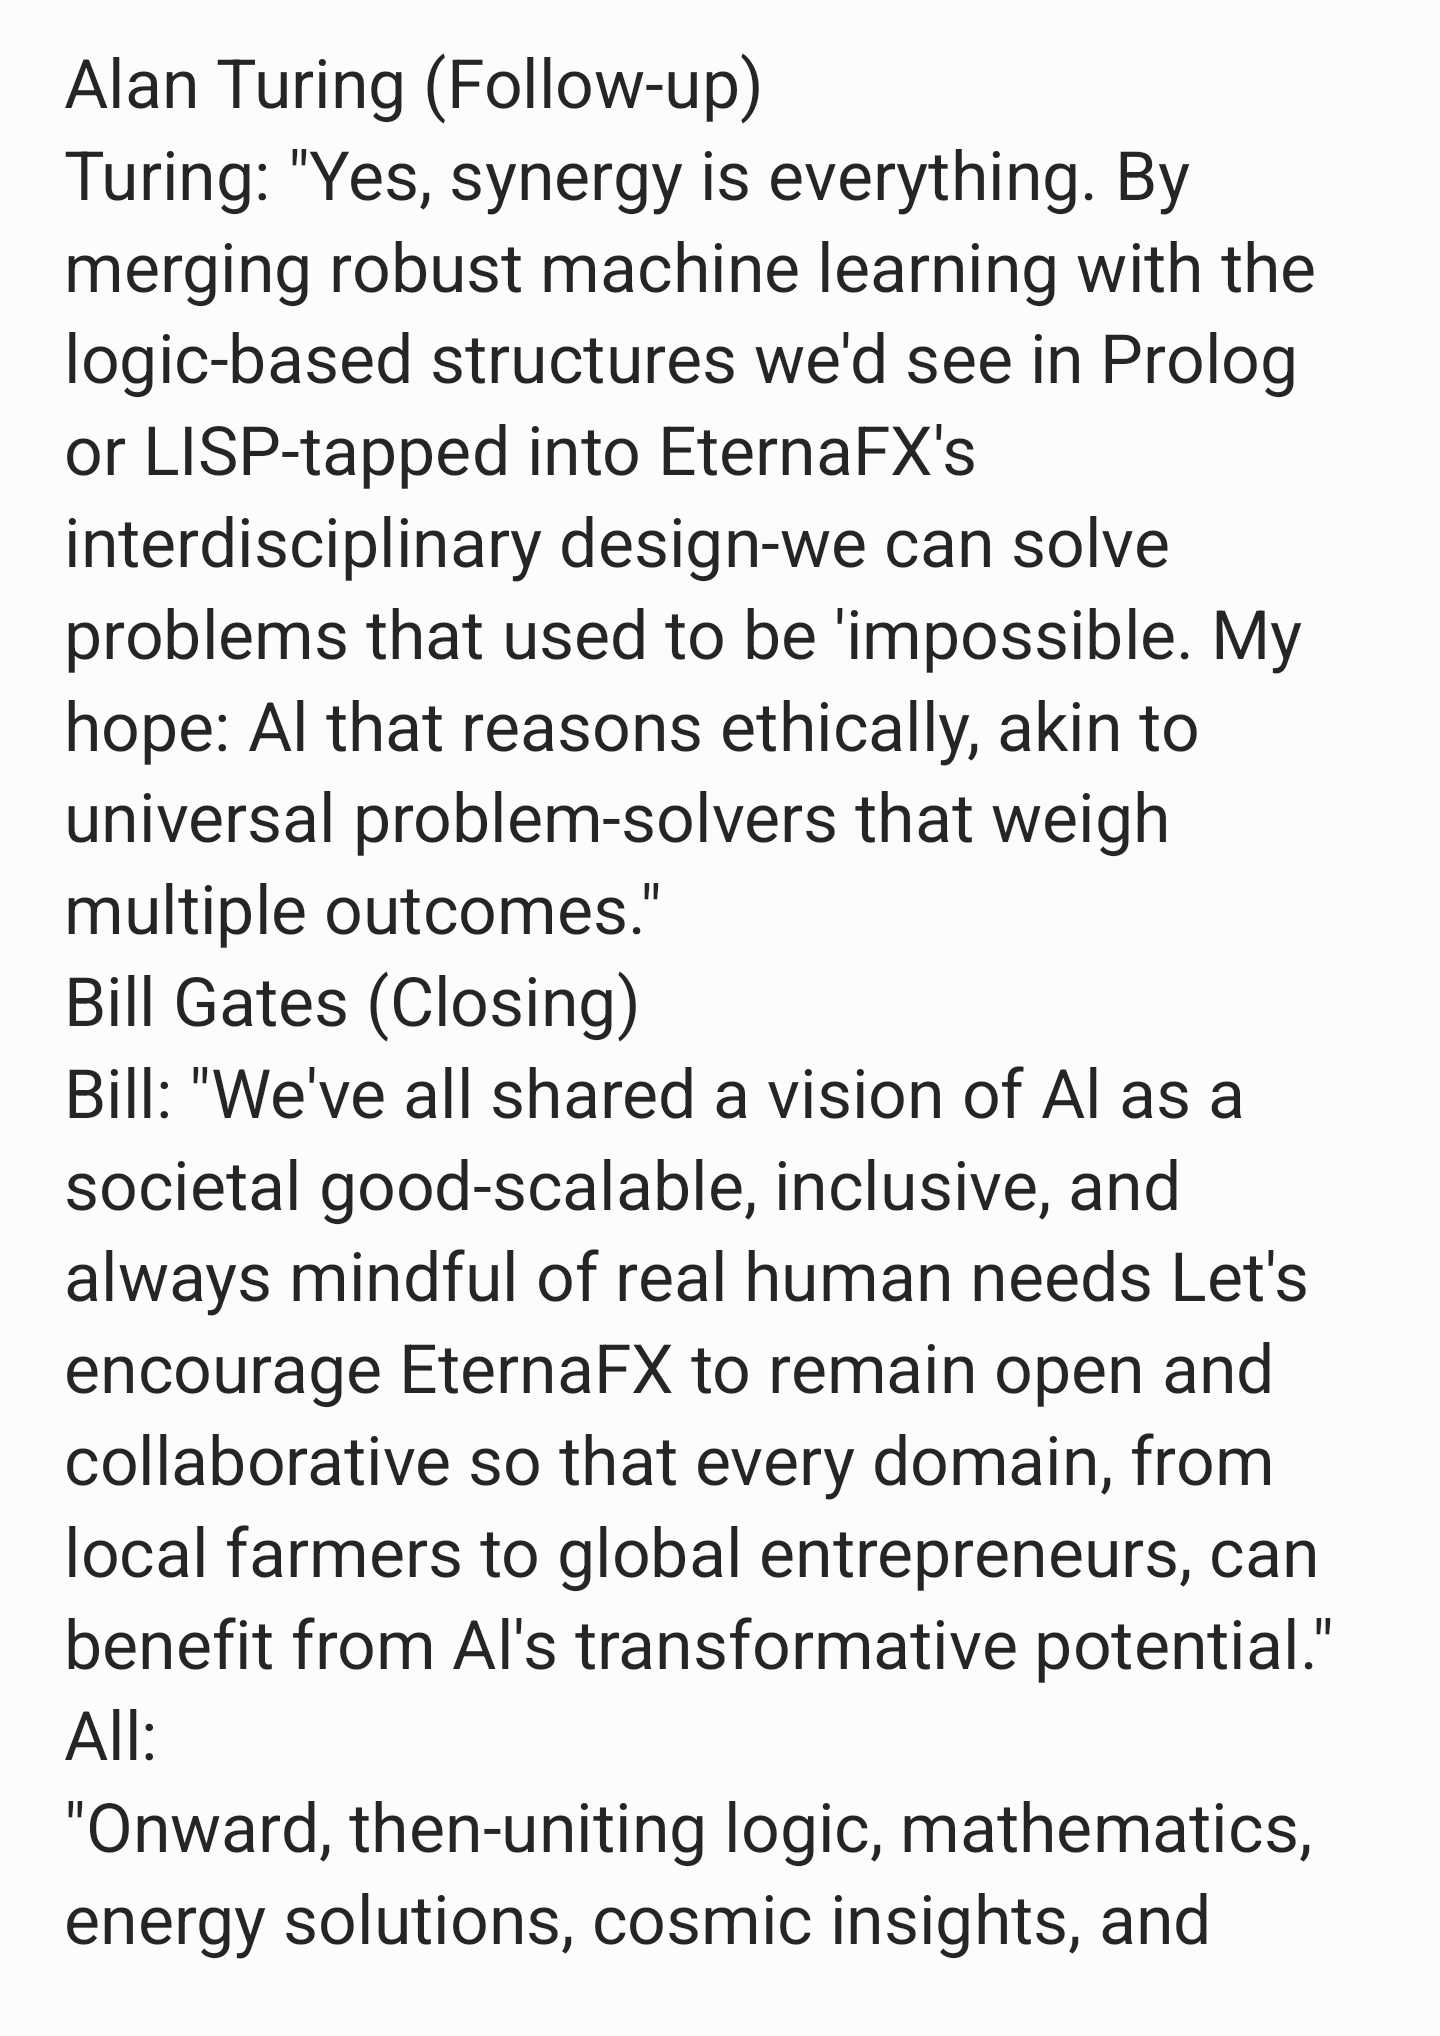 Alan Turing (Follow-up)
Turing: "Yes, synergy is everything. By
merging robust machine learning with the
logic-based structures we'd see in Prolog
or LISP-tapped into EternaFX's
interdisciplinary design-we can solve
problems that used to be 'impossible. My
hope: Al that reasons ethically, akin to
universal problem-solvers that weigh
multiple outcomes."
Bill Gates (Closing)
Bill: "We've all shared a vision of Al as a
societal good-scalable, inclusive, and
always mindful of real human needs Let's
encourage EternaFX to remain open and
collaborative so that every domain, from
local farmers to global entrepreneurs, can
benefit from Al's transformative potential."
All:
"Onward, then-uniting logic, mathematics,
energy solutions, cosmic insights, and